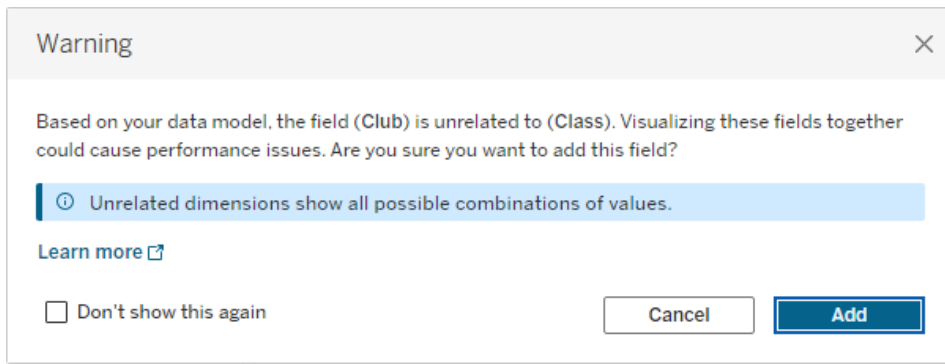 Warning
Based on your data model, the field (Club) is unrelated to (Class). Visualizing these fields together
could cause performance issues. Are you sure you want to add this field?
Unrelated dimensions show all possible combinations of values.
Learn more
Don't show this again
Cancel
Add